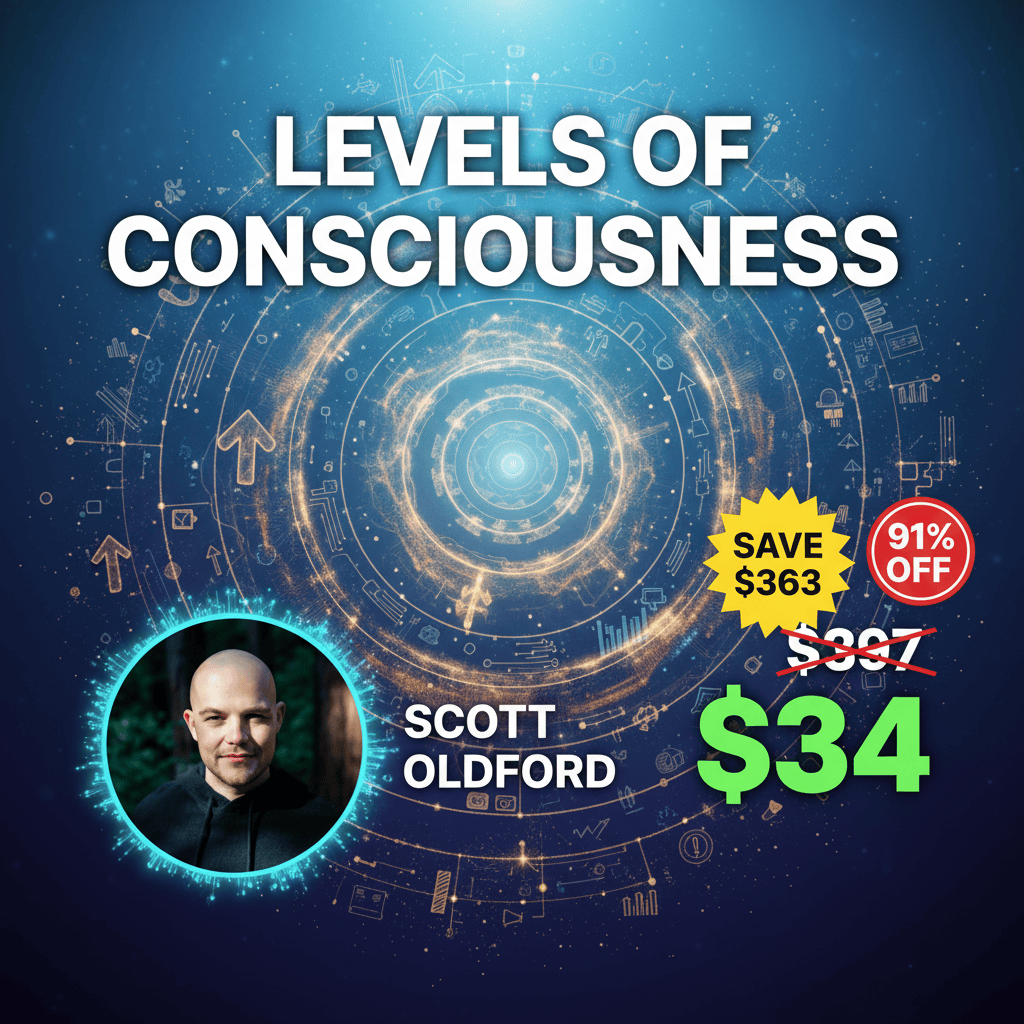 LEVELS OF
CONSCIOUSNESS
SAVE
$363
91%
OFF
$397
SCOTT
OLDFORD
$34